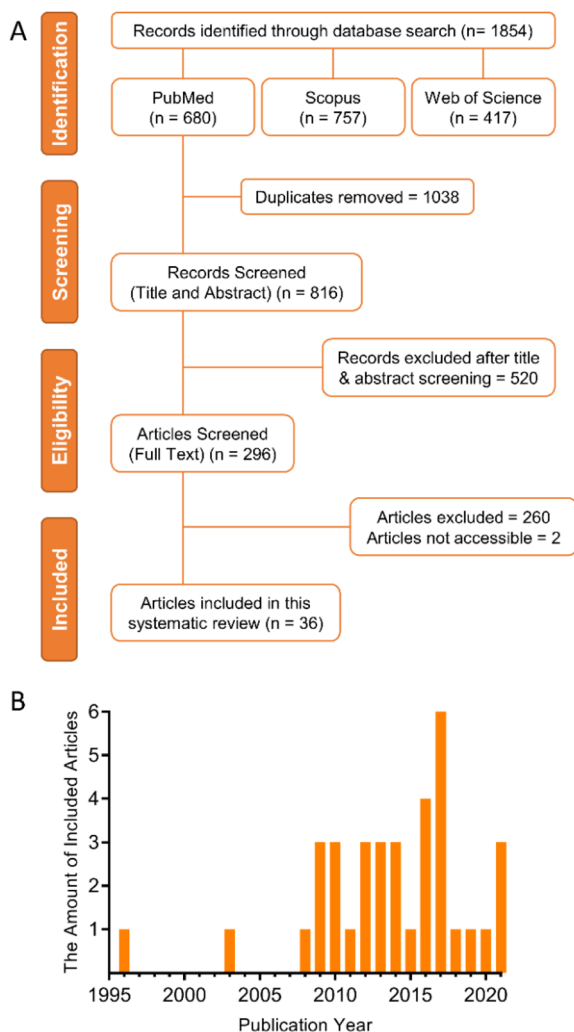 A
Identification
Records identified through database search (n= 1854)
PubMed
(n = 680)
Scopus
(n = 757)
Web of Science
(n = 417)
Screening
Duplicates removed = 1038
Records Screened
(Title and Abstract) (n = 816)
Eligibility
Records excluded after title
& abstract screening = 520
Articles Screened
(Full Text) (n = 296)
Included
Articles excluded = 260
Articles not accessible = 2
Articles included in this
systematic review (n = 36)
B
The Amount of Included Articles
6
5
4
3
2
1
1995
2000
2005
2010
2015
2020
Publication Year